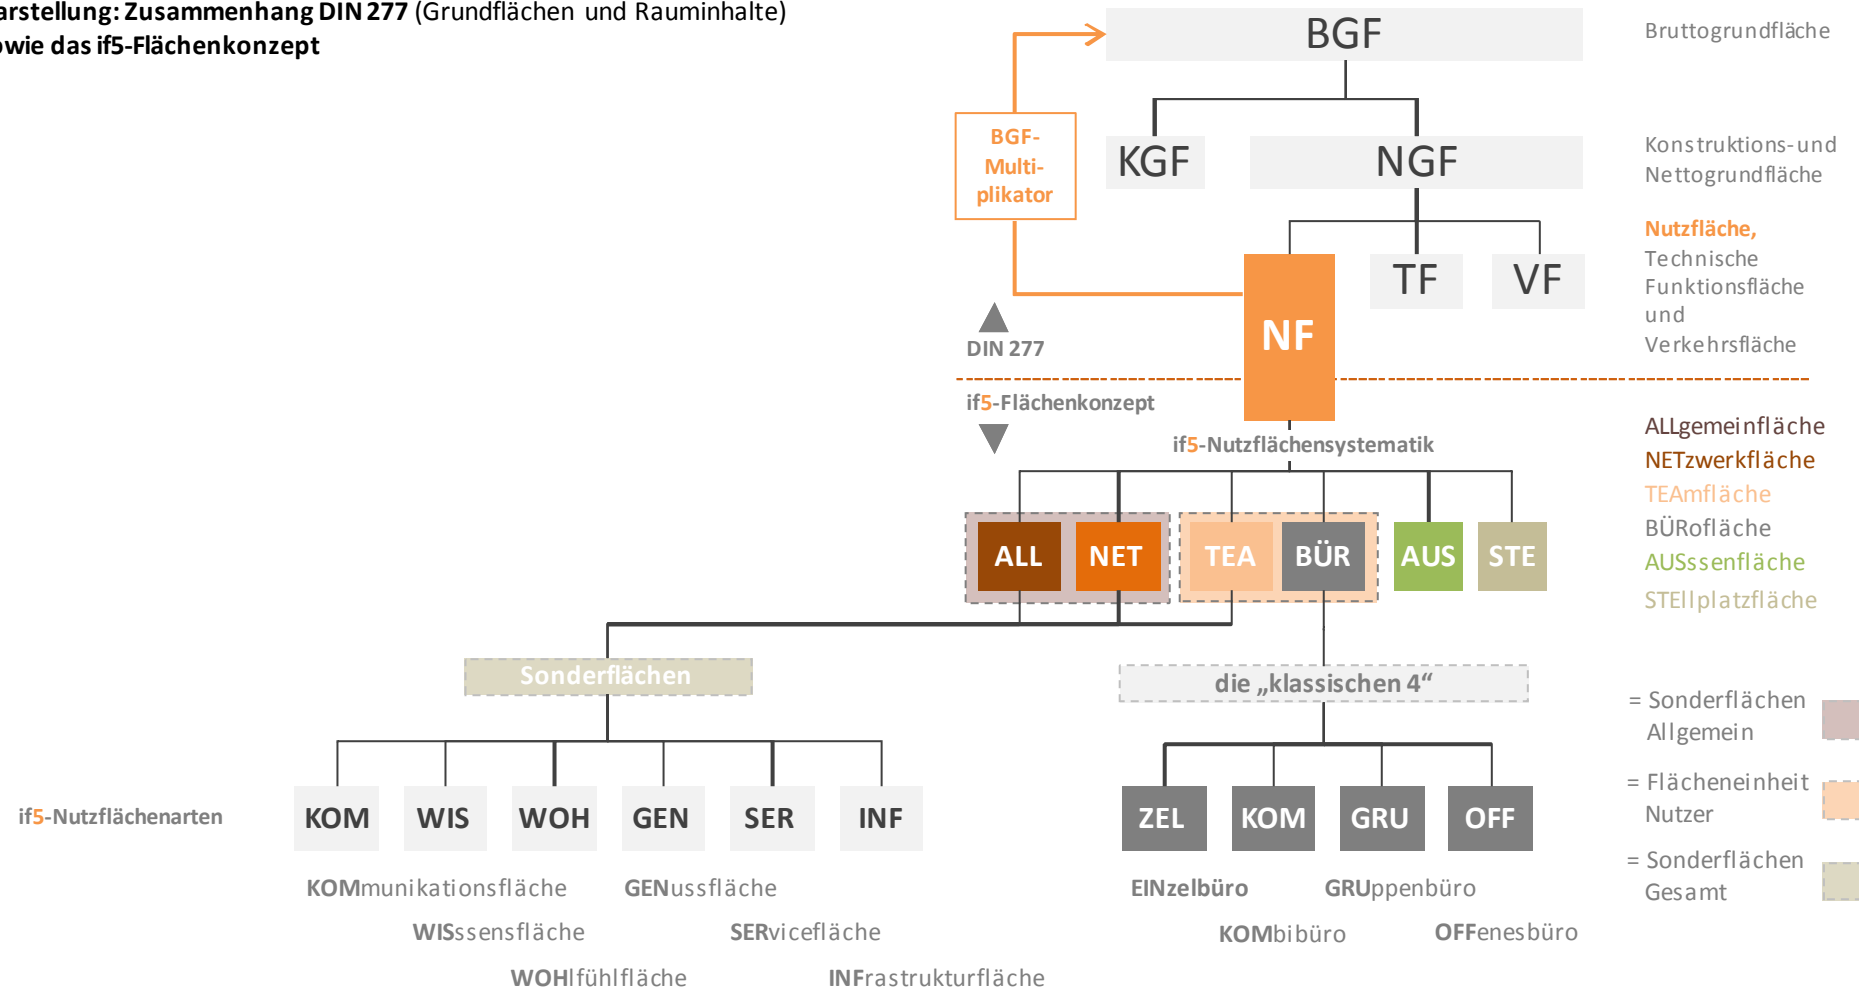 arstellung: Zusammenhang DIN 277 (Grundflächen und Rauminhalte)
owie das if5-Flächenkonzept
BGF
Bruttogrundfläche
BGF-
Multi-
plikator
KGF
NGF
Konstruktions- und
Nettogrundfläche
NF
TF
VF
Nutzfläche,
Technische
Funktionsfläche
und
Verkehrsfläche
DIN 277
if5-Flächenkonzept
if5-Nutzflächensystematik
ALL
NET
TEA
BÜR
AUS
STE
ALLgemeinfläche
NETzwerkfläche
TEAmfläche
BÜRofläche
AUSssenfläche
STEllplatzfläche
Sonderflächen
die „klassischen 4“
= Sonderflächen
Allgemein
= Flächeneinheit
Nutzer
= Sonderflächen
Gesamt
if5-Nutzflächenarten
KOM
WIS
WOH
GEN
SER
INF
ZEL
KOM
GRU
OFF
KOMmunikationsfläche
GENussfläche
WISssensfläche
SERvicefläche
WOHlfühlfläche
INFrastrukturfläche
EINzelbüro
GRUppenbüro
KOMbibüro
OFFenesbüro